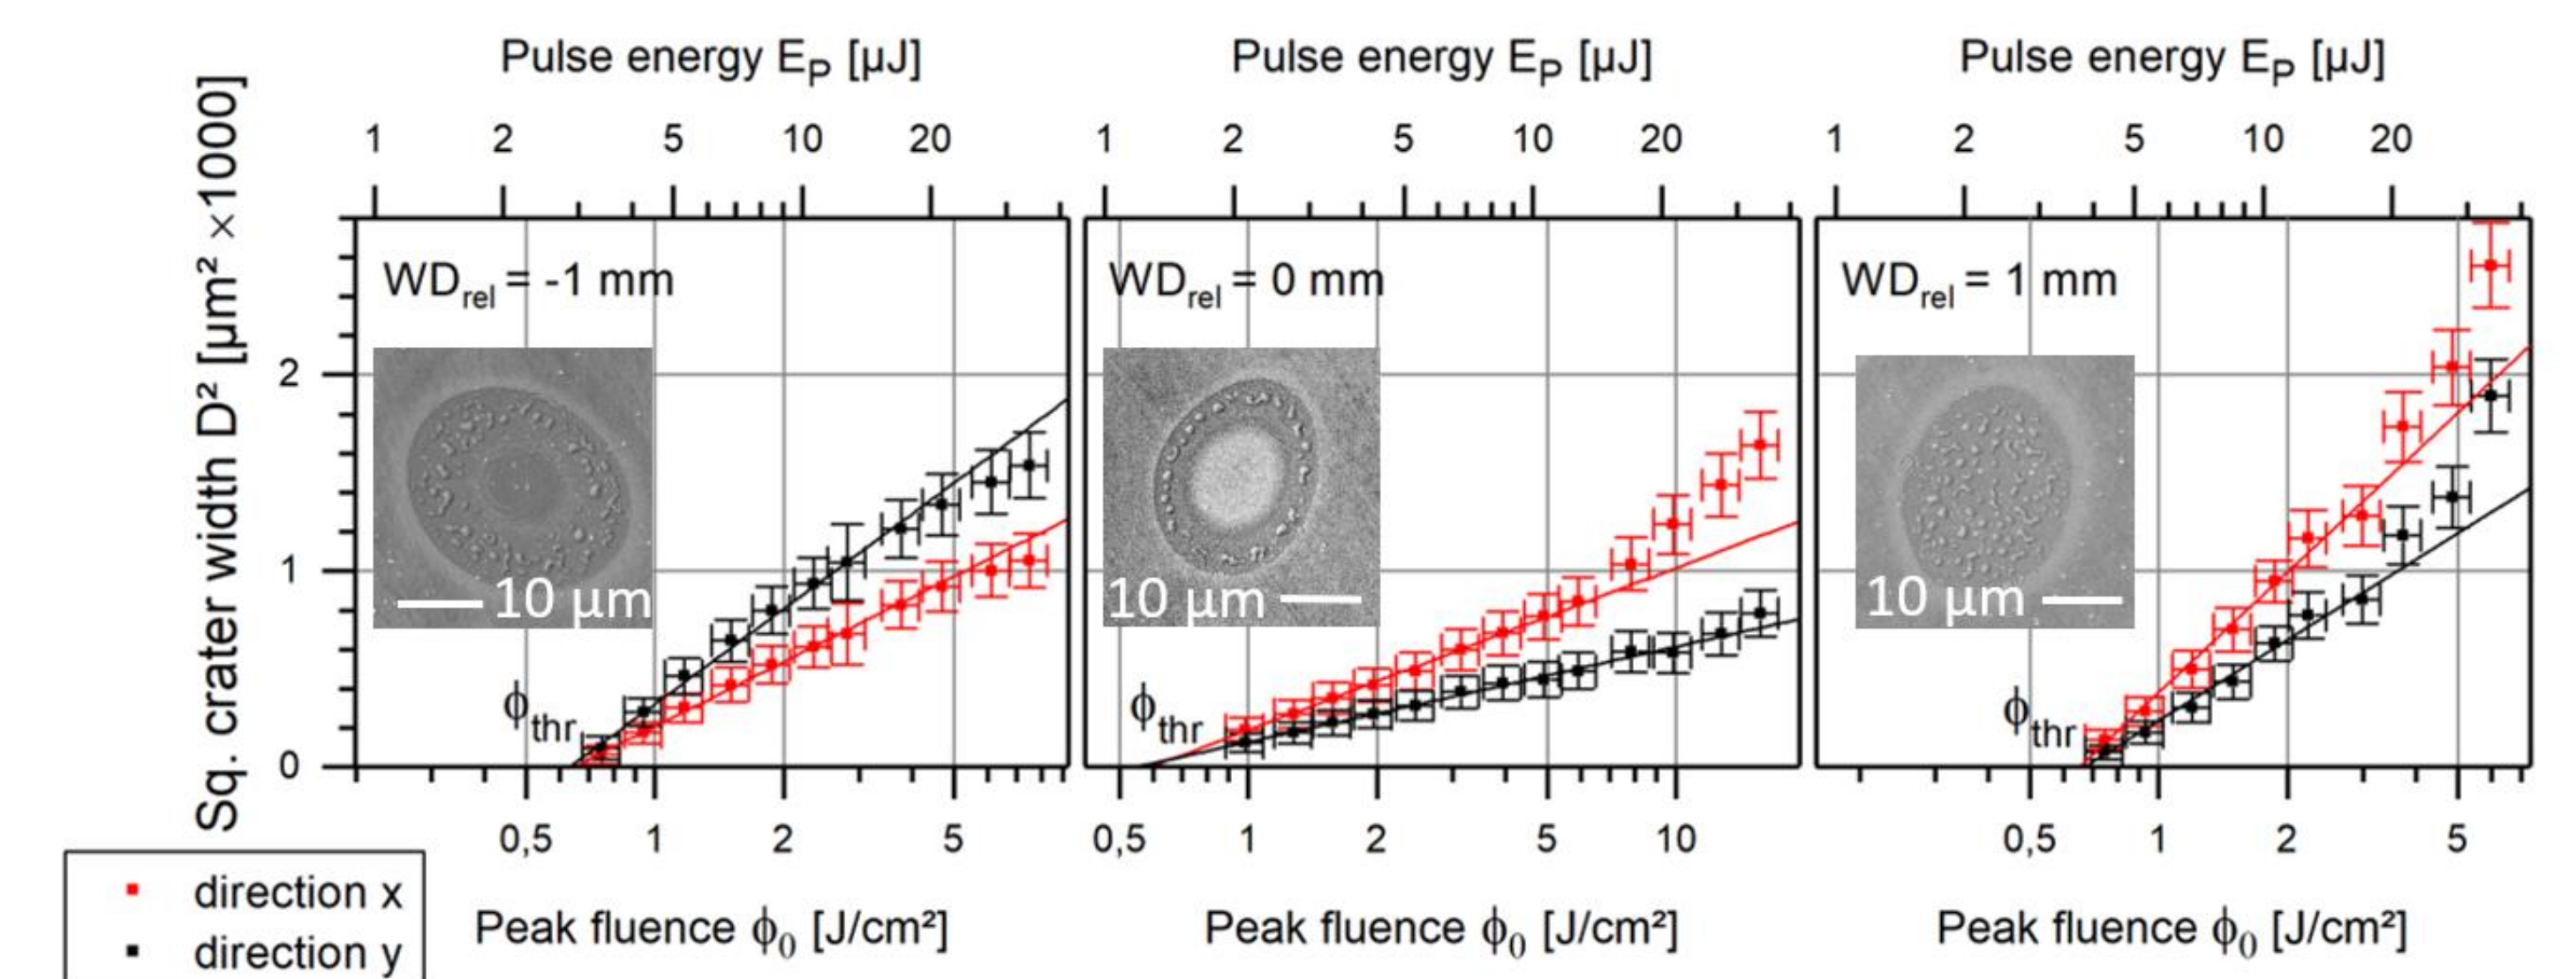 Pulse energy E_P [µJ]
Pulse energy E_P [µJ]
Pulse energy E_P [µJ]
1 2 5 10 20
1 2 5 10 20
1 2 5 10 20
Sq. crater width D² [µm² ×1000]
2
1
0
WD_rel = -1 mm
10 µm
ϕ_thr
WD_rel = 0 mm
10 µm
ϕ_thr
WD_rel = 1 mm
10 µm
ϕ_thr
0,5 1 2 5
0,5 1 2 5 10
0,5 1 2 5
Peak fluence ϕ_0 [J/cm²]
Peak fluence ϕ_0 [J/cm²]
Peak fluence ϕ_0 [J/cm²]
direction x
direction y